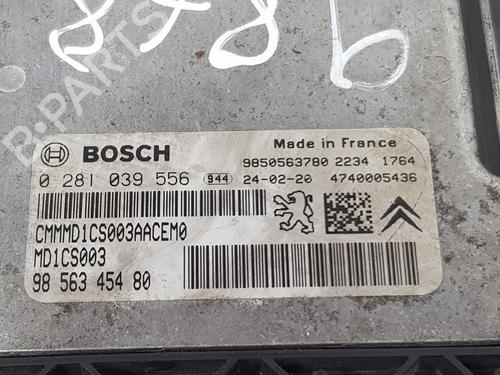 B-PARTS
BOSCH
Made in France
9850563780 2234 1764
0 281 039 556 944 24-02-20 4740005436
CMMMD1CS003AACEM0
MD1CS003
98 563 454 80